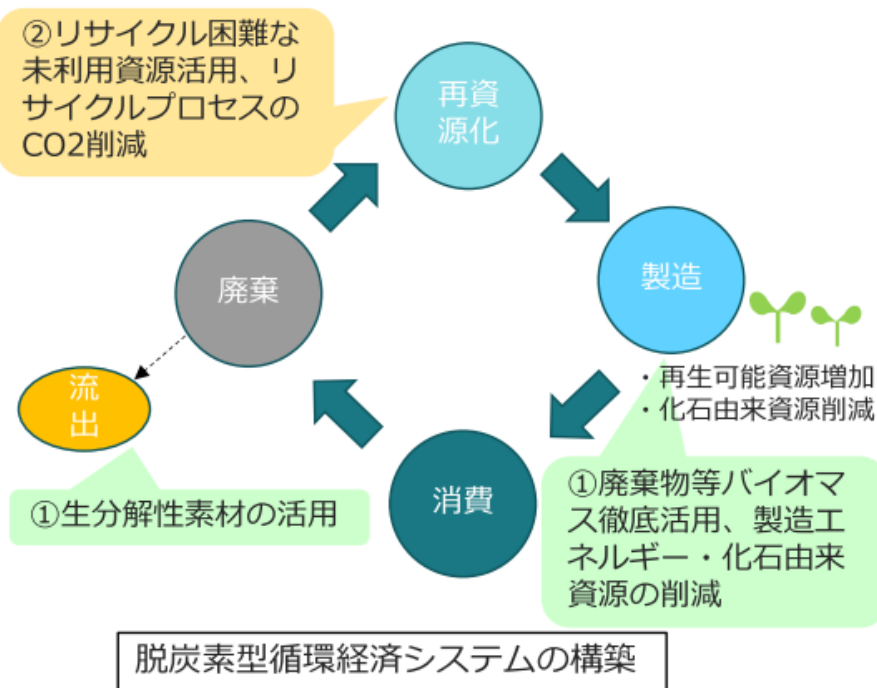 ②リサイクル困難な
未利用資源活用、リ
サイクルプロセスの
CO2削減
再資
源化
廃棄
製造
流
出
・再生可能資源増加
・化石由来資源削減
消費
①生分解性素材の活用
①廃棄物等バイオマ
ス徹底活用、製造エ
ネルギー・化石由来
資源の削減
脱炭素型循環経済システムの構築